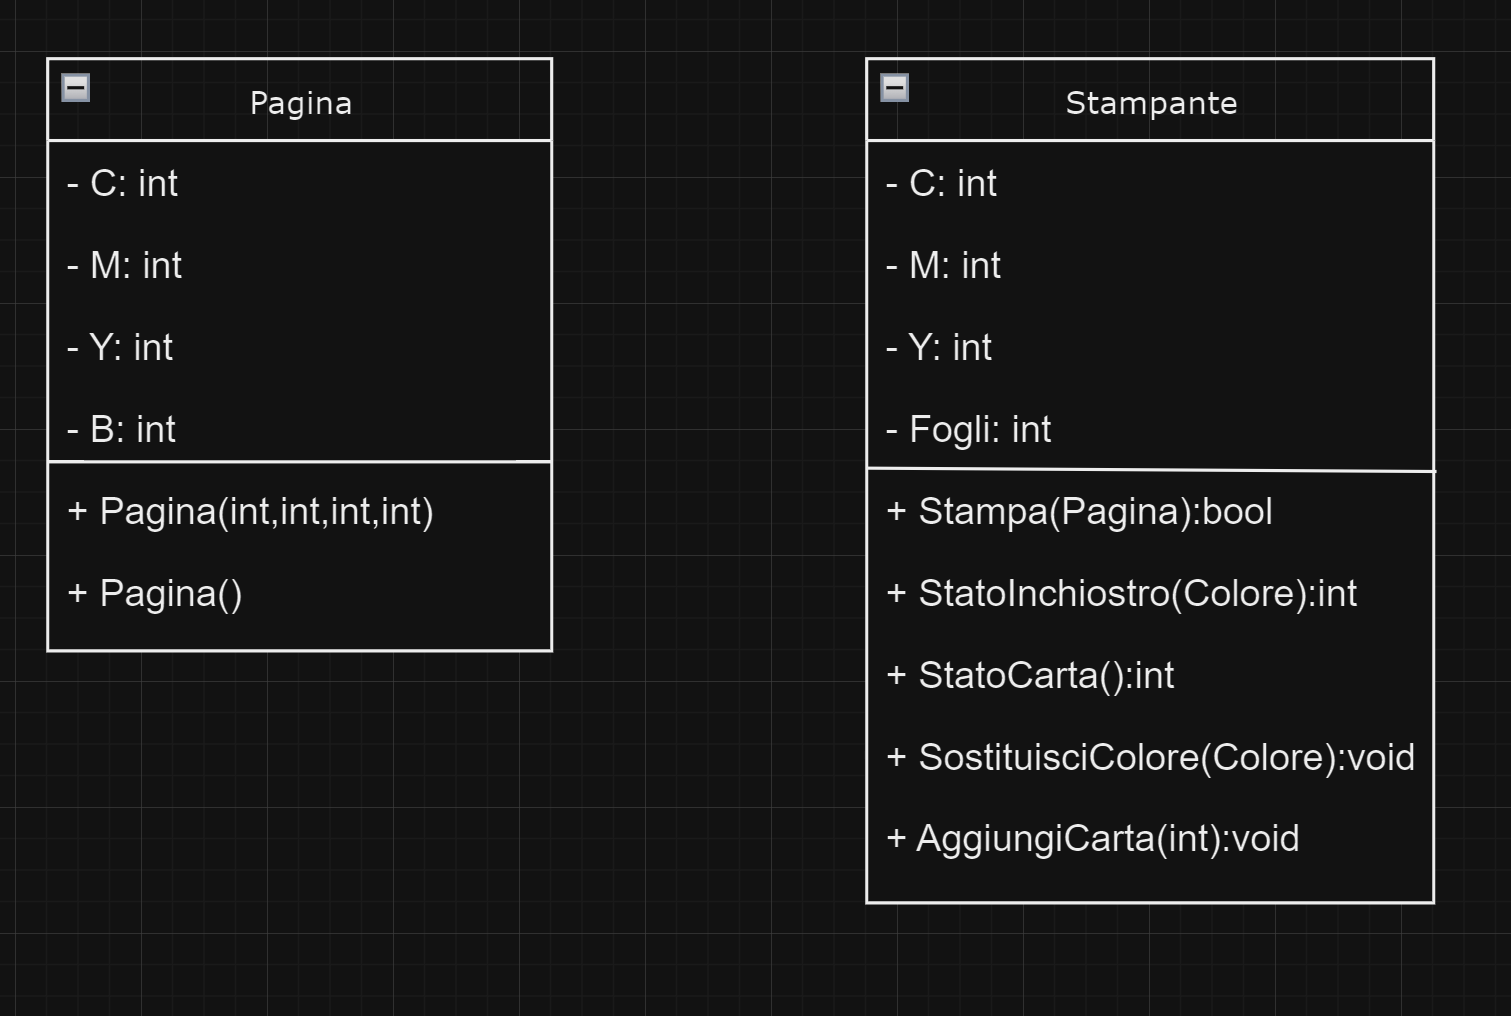 Pagina
- C: int
- M: int
- Y: int
- B: int
+ Pagina(int,int,int,int)
+ Pagina()
Stampante
- C: int
- M: int
- Y: int
- Fogli: int
+ Stampa(Pagina):bool
+ StatoInchiostro(Colore):int
+ StatoCarta():int
+ SostituisciColore(Colore):void
+ AggiungiCarta(int):void